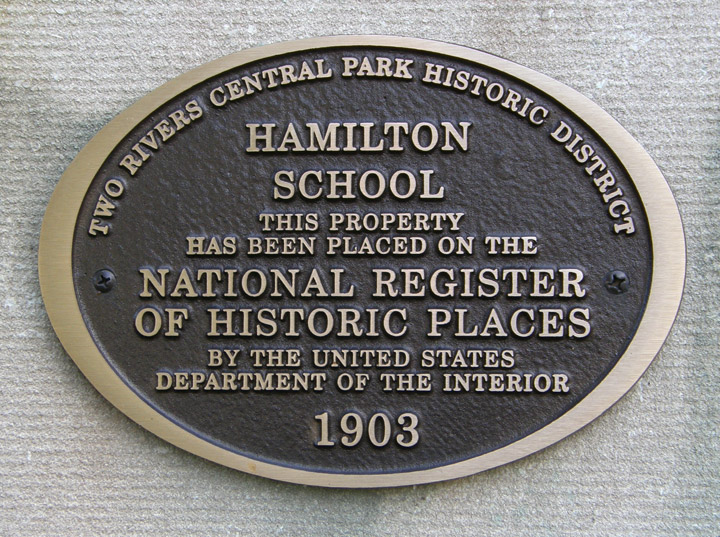 TWO RIVERS CENTRAL PARK HISTORIC DISTRICT
HAMILTON
SCHOOL
THIS PROPERTY
HAS BEEN PLACED ON THE
NATIONAL REGISTER
OF HISTORIC PLACES
BY THE UNITED STATES
DEPARTMENT OF THE INTERIOR
1903